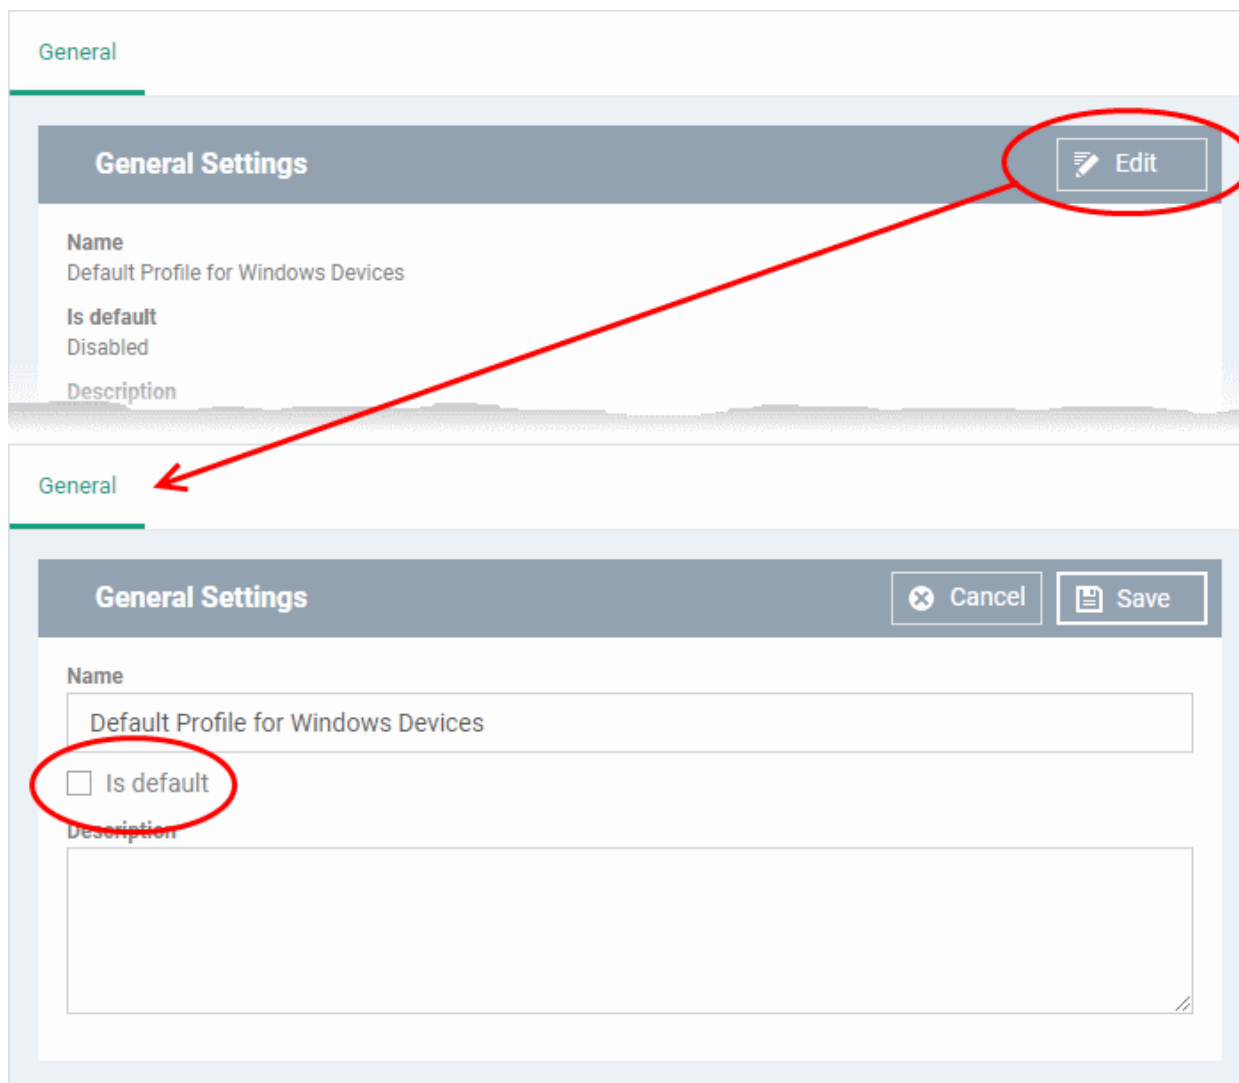 General
General Settings
Edit
Name
Default Profile for Windows Devices
Is default
Disabled
Description
General
General Settings
Cancel
Save
Name
Default Profile for Windows Devices
Is default
Description